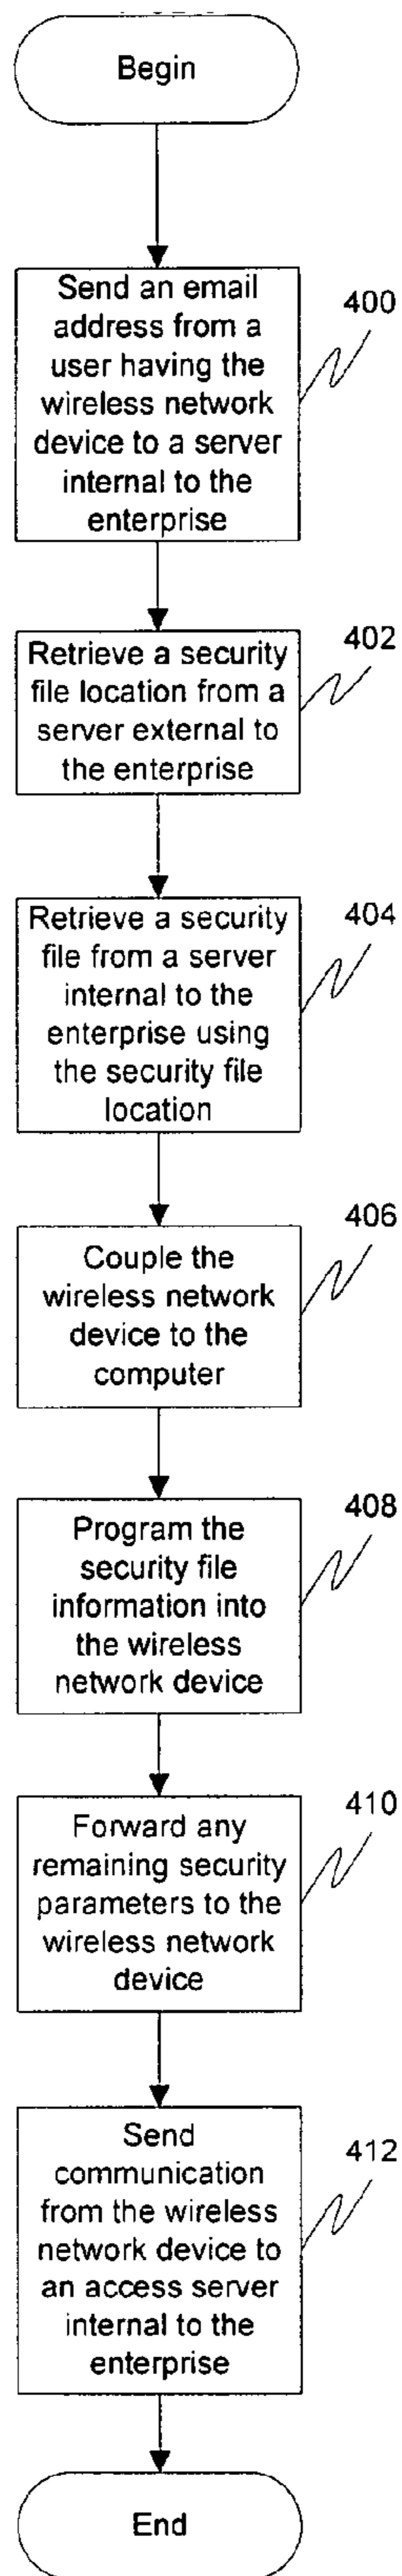 Begin
Send an email
address from a
user having the
wireless network
device to a server
internal to the
enterprise
400
Retrieve a security
file location from a
server external to
the enterprise
402
Retrieve a security
file from a server
internal to the
enterprise using
the security file
location
404
Couple the
wireless network
device to the
computer
406
Program the
security file
information into
the wireless
network device
408
Forward any
remaining security
parameters to the
wireless network
device
410
Send
communication
from the wireless
network device to
an access server
internal to the
enterprise
412
End